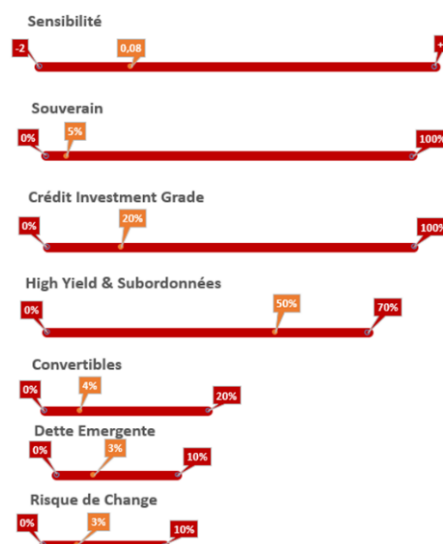 Sensibilité
-2 0,08 +
Souverain
0% 5% 100%
Crédit Investment Grade
0% 20% 100%
High Yield & Subordonnées
0% 50% 70%
Convertibles
0% 4% 20%
Dette Emergente
0% 3% 10%
Risque de Change
0% 3% 10%